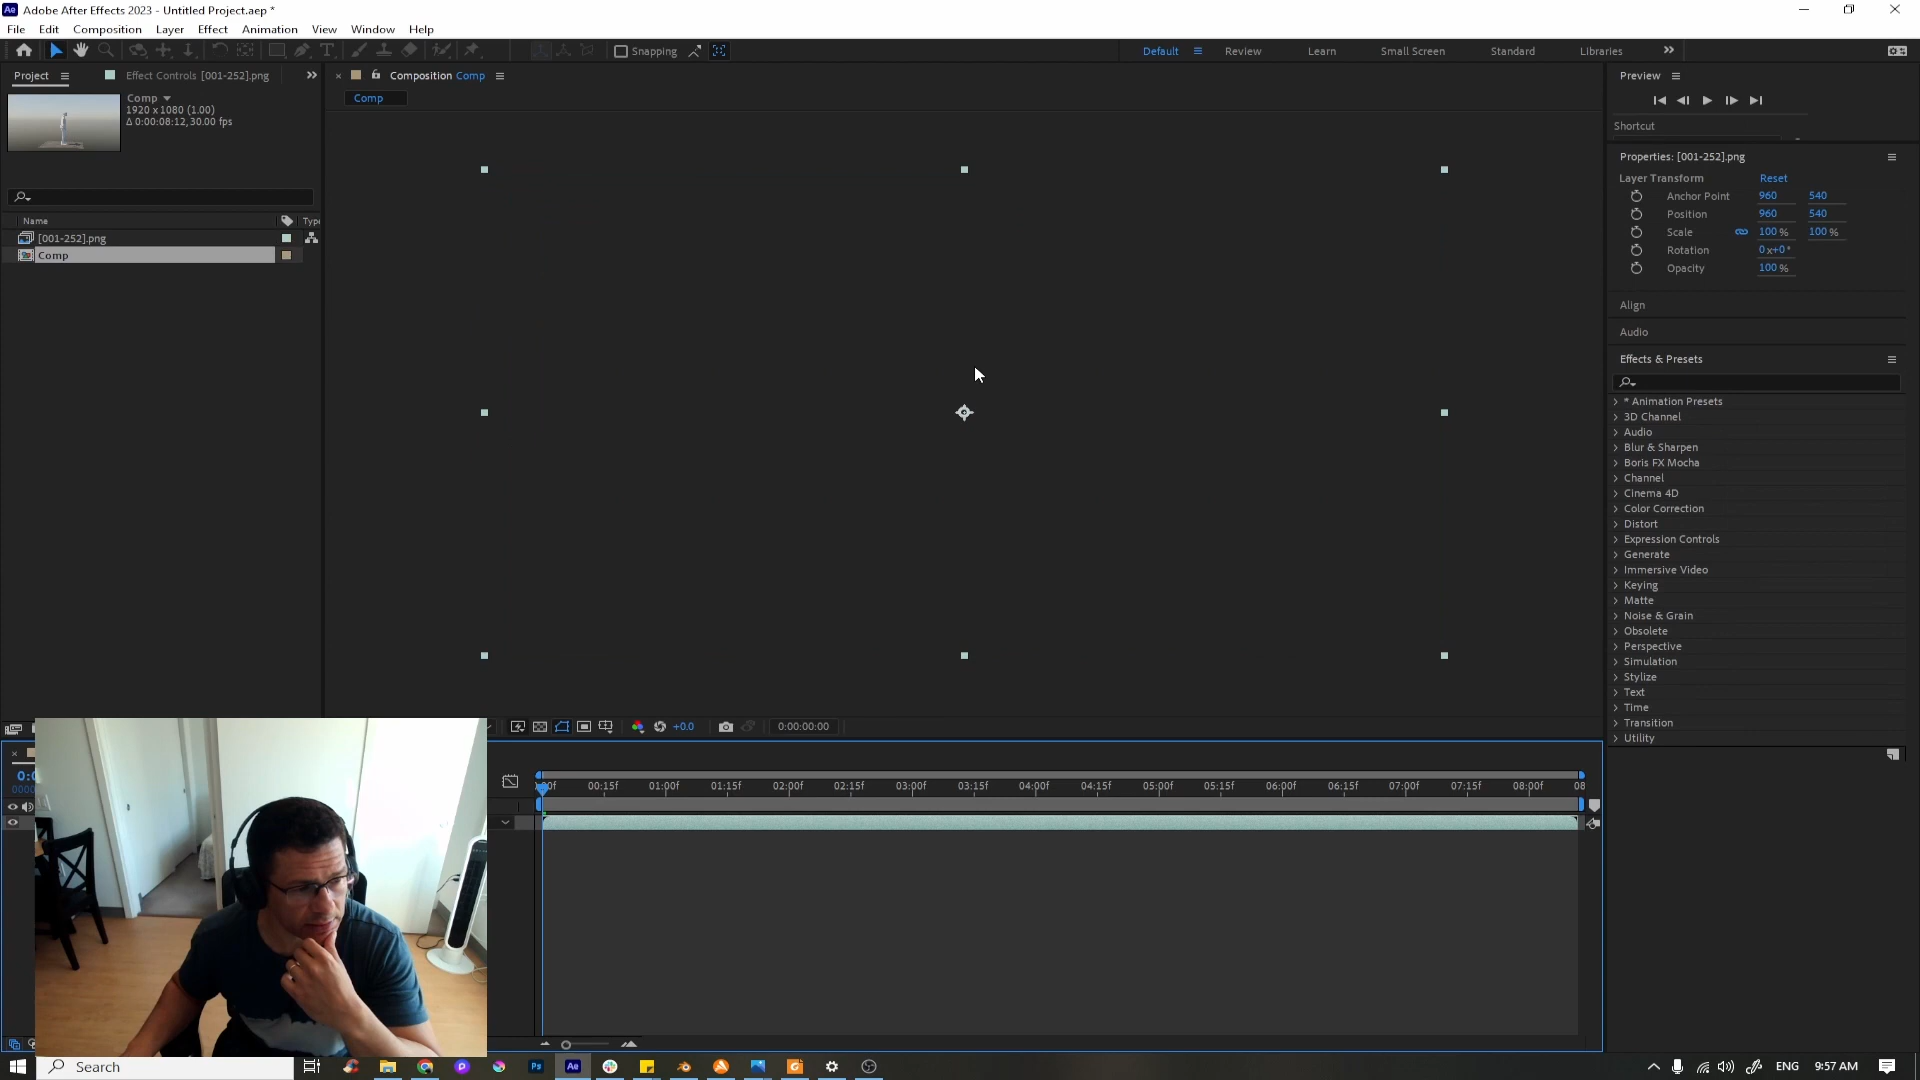 Ae Adobe After Effects 2023 - Untitled Project.aep *
File Edit Composition Layer Effect Animation View Window Help
Snapping
Default Review Learn Small Screen Standard Libraries
Project
Effect Controls [001-252].png
Composition Comp
Comp
Comp
1920 x 1080 (1.00)
Δ 0:00:08:12, 30.00 fps
Name
Type
[001-252].png
Comp
+0.0
0:00:00:00
00:15f 01:00f 01:15f 02:00f 02:15f 03:00f 03:15f 04:00f 04:15f 05:00f 05:15f 06:00f 06:15f 07:00f 07:15f 08:00f 08
Preview
Shortcut
Properties: [001-252].png
Layer Transform Reset
Anchor Point 960 540
Position 960 540
Scale 100 % 100 %
Rotation 0 x+0 °
Opacity 100 %
Align
Audio
Effects & Presets
* Animation Presets
3D Channel
Audio
Blur & Sharpen
Boris FX Mocha
Channel
Cinema 4D
Color Correction
Distort
Expression Controls
Generate
Immersive Video
Keying
Matte
Noise & Grain
Obsolete
Perspective
Simulation
Stylize
Text
Time
Transition
Utility
Search
Ps
Ae
ENG
9:57 AM